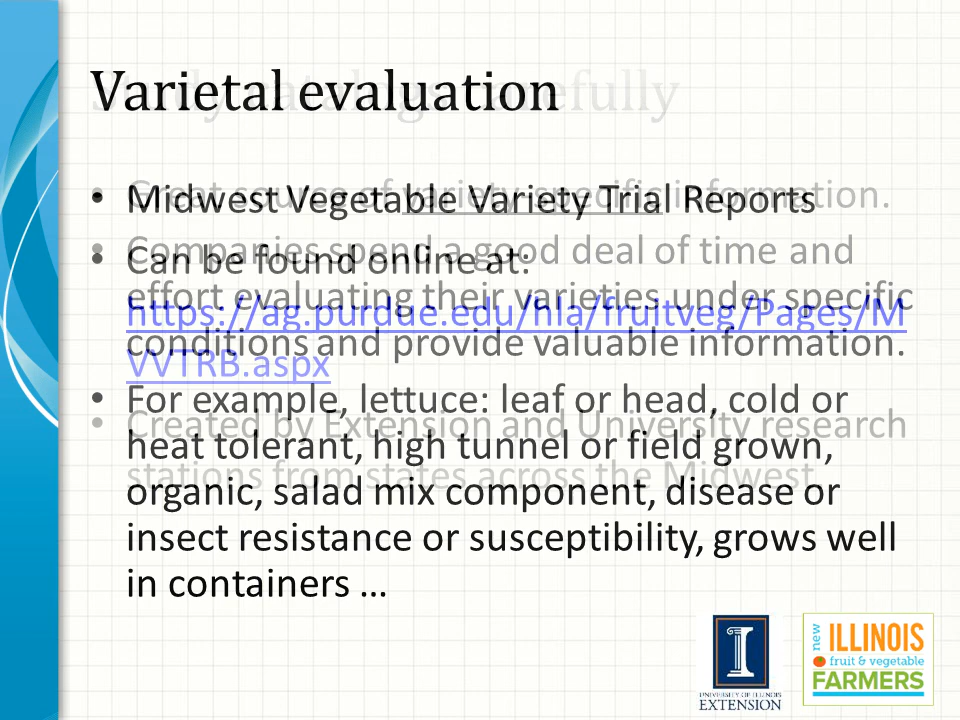 Varietal evaluation
Study catalogs carefully
• Midwest Vegetable Variety Trial Reports
• Can be found online at:
https://ag.purdue.edu/hla/fruitveg/Pages/M
VVTRB.aspx
• Created by Extension and University research
stations from states across the Midwest
• Great source of variety-specific information.
• Companies spend a good deal of time and
effort evaluating their varieties under specific
conditions and provide valuable information.
• For example, lettuce: leaf or head, cold or
heat tolerant, high tunnel or field grown,
organic, salad mix component, disease or
insect resistance or susceptibility, grows well
in containers …
I
UNIVERSITY OF ILLINOIS
EXTENSION
new
ILLINOIS
fruit & vegetable
FARMERS